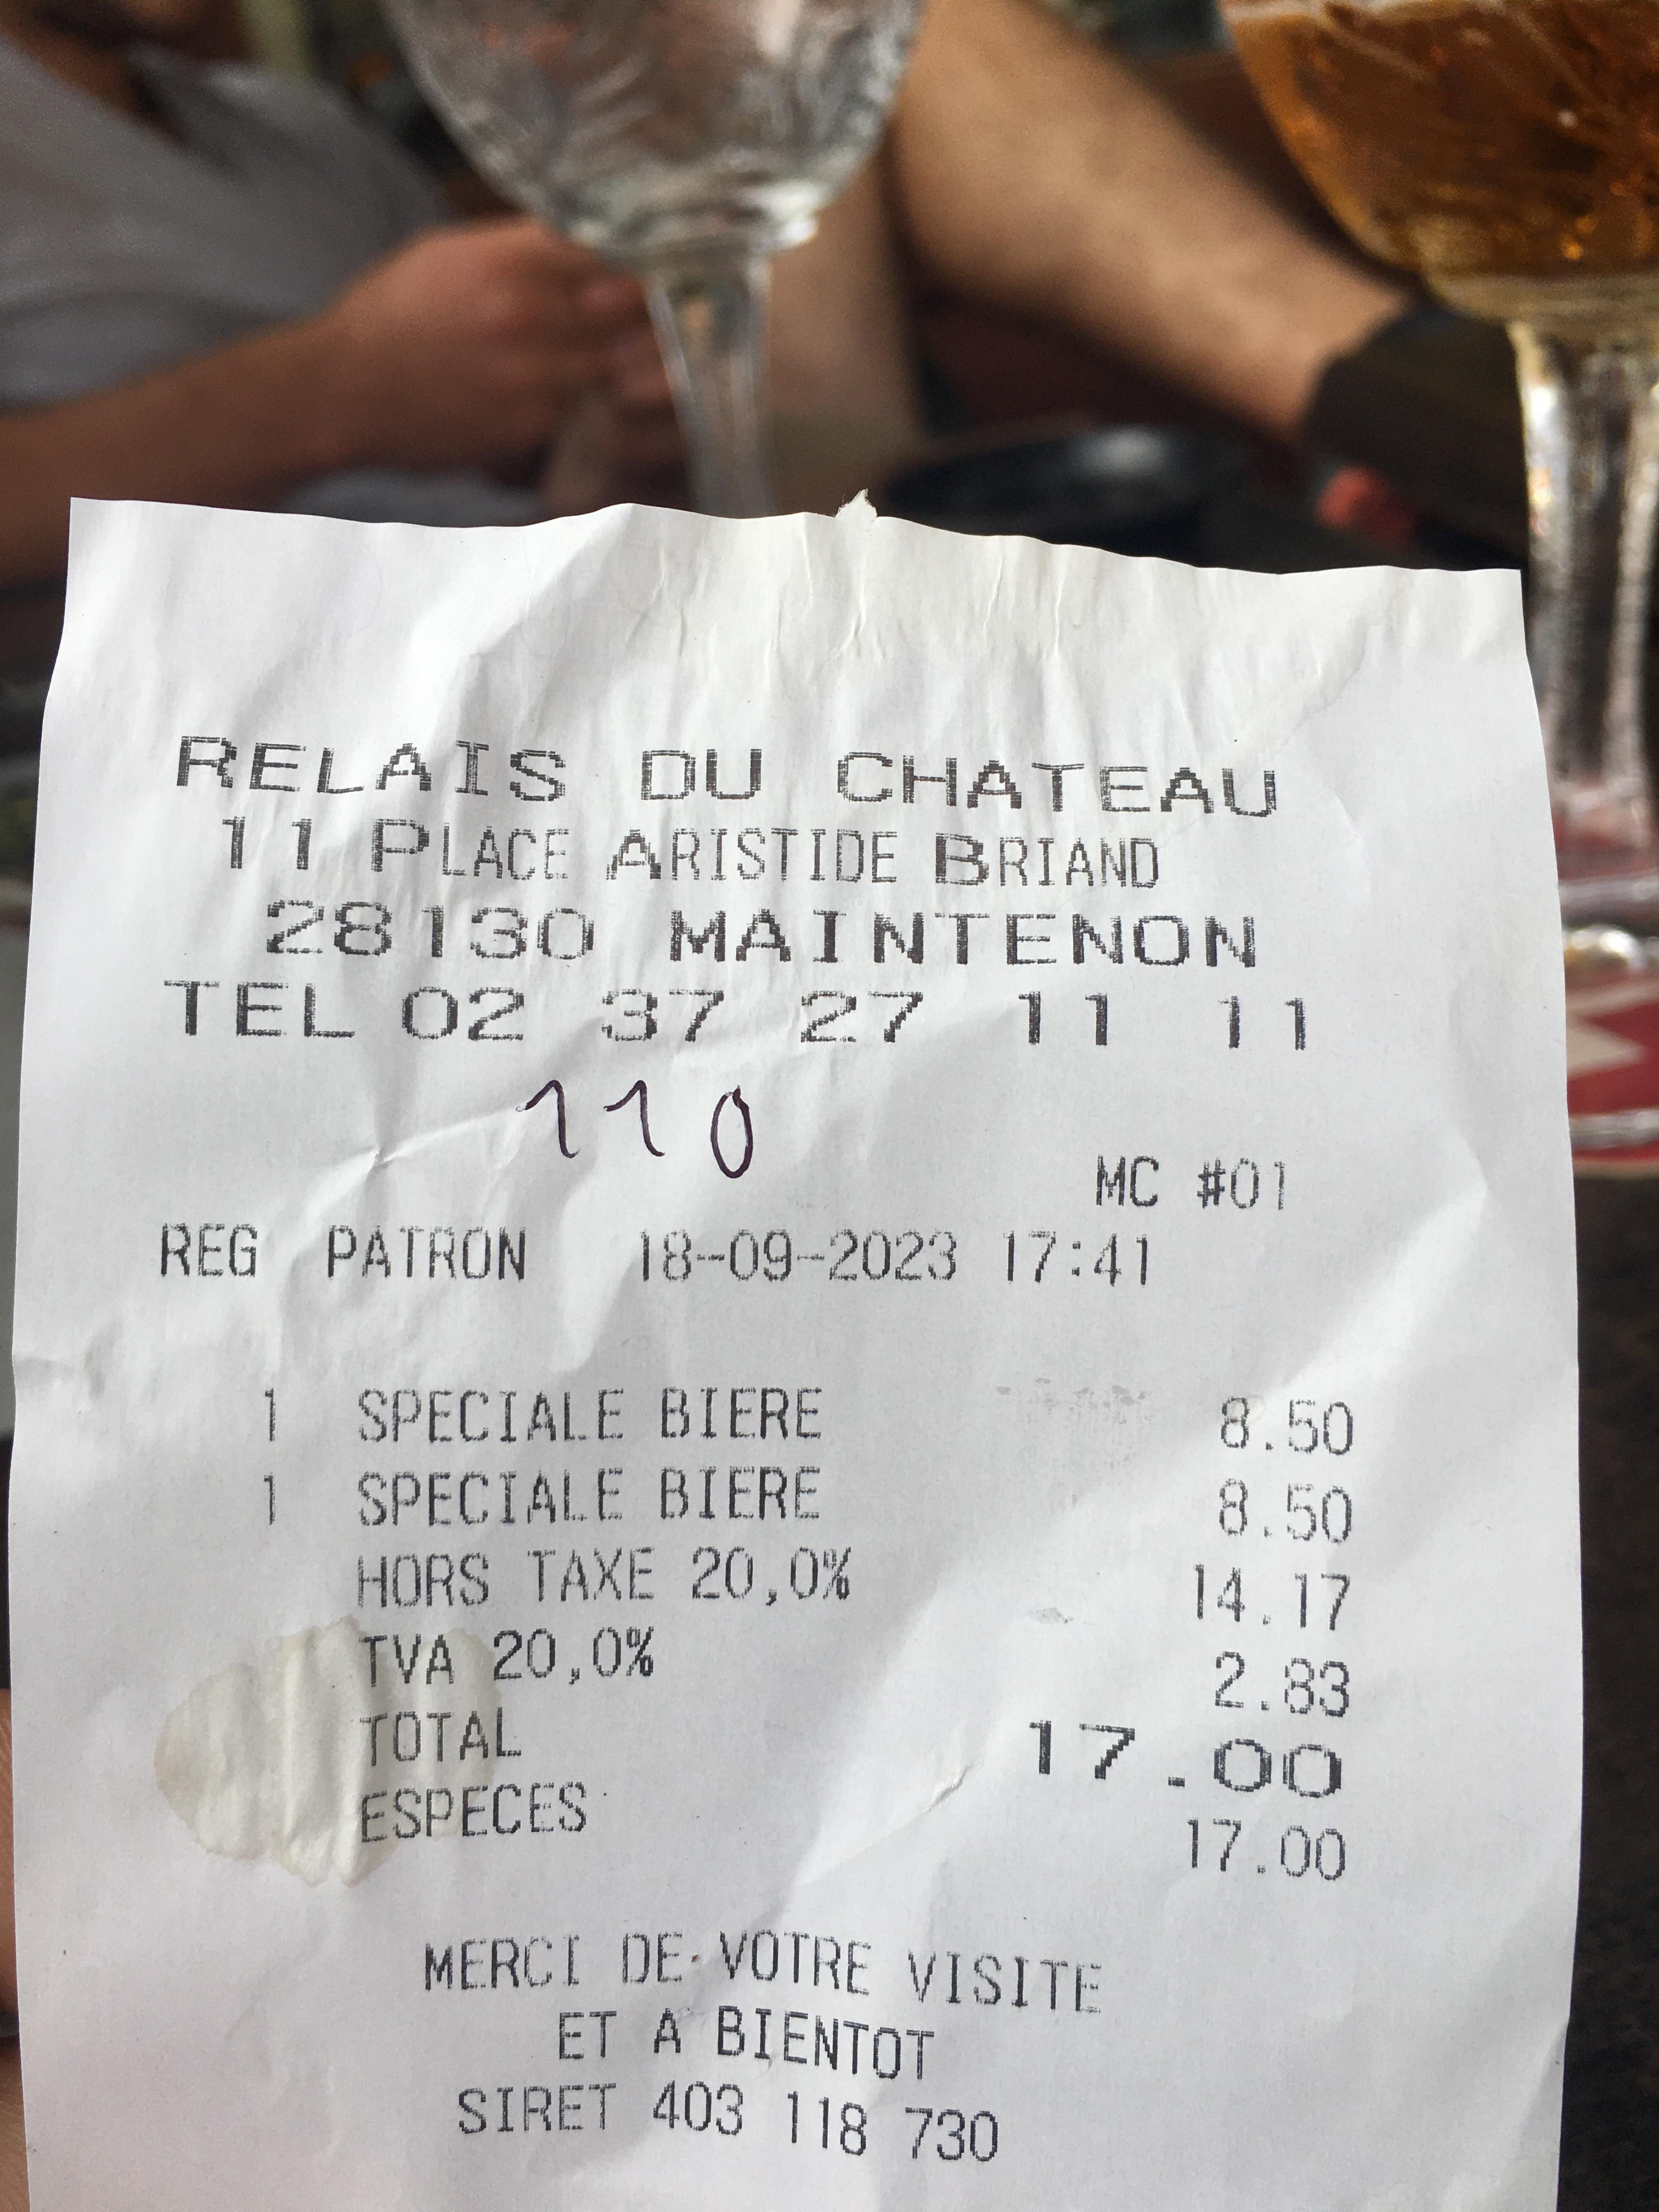 RELAIS DU CHATEAU
11 PLACE ARISTIDE BRIAND
28130 MAINTENON
TEL 02 37 27 11 11
110
MC #01
REG PATRON 18-09-2023 17:41
1 SPECIALE BIERE 8.50
1 SPECIALE BIERE 8.50
HORS TAXE 20,0% 14.17
TVA 20,0% 2.83
TOTAL 17.00
ESPECES 17.00
MERCI DE VOTRE VISITE
ET A BIENTOT
SIRET 403 118 730